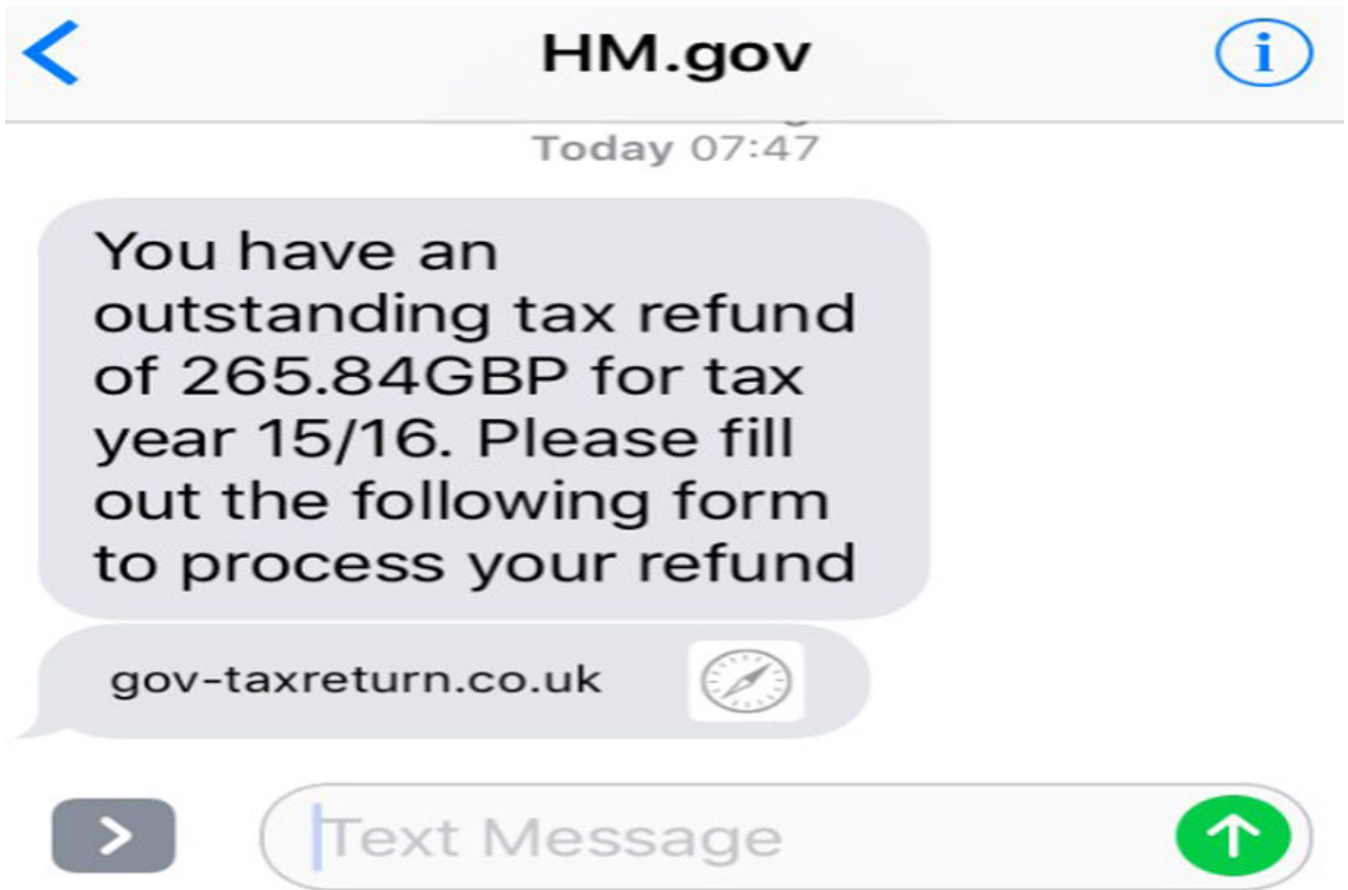 HM.gov
Today 07:47
You have an
outstanding tax refund
of 265.84GBP for tax
year 15/16. Please fill
out the following form
to process your refund
gov-taxreturn.co.uk
Text Message